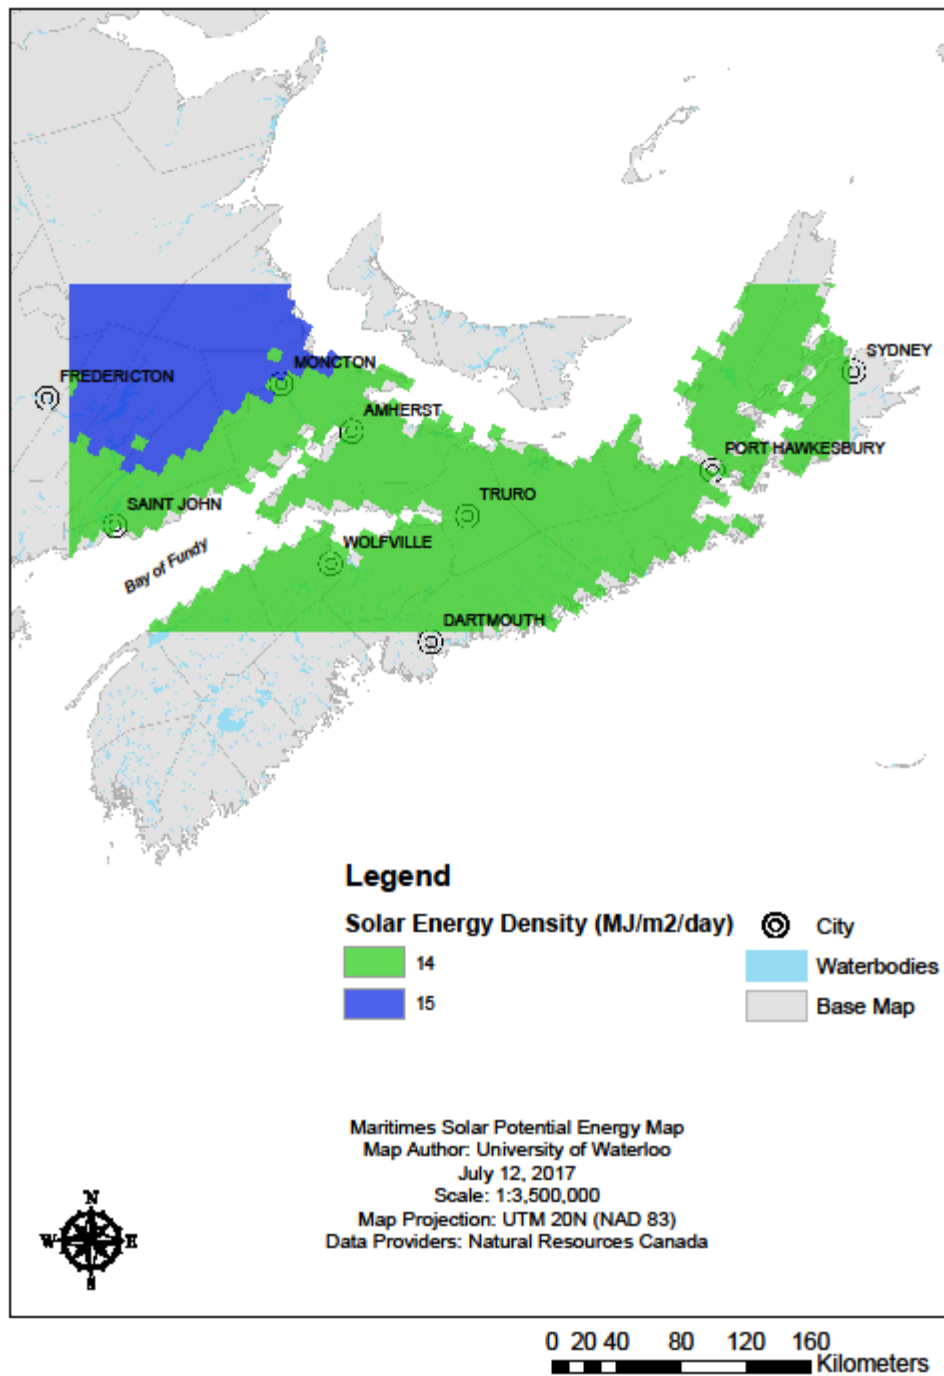 SYDNEY
MONCTON
FREDERICTON
AMHERST
PORT HAWKESBURY
TRURO
SAINT JOHN
WOLFVILLE
Bay of Fundy
DARTMOUTH
Legend
Solar Energy Density (MJ/m2/day)
14
15
City
Waterbodies
Base Map
Maritimes Solar Potential Energy Map
Map Author: University of Waterloo
July 12, 2017
Scale: 1:3,500,000
Map Projection: UTM 20N (NAD 83)
Data Providers: Natural Resources Canada
N
W E
S
0 20 40 80 120 160
Kilometers